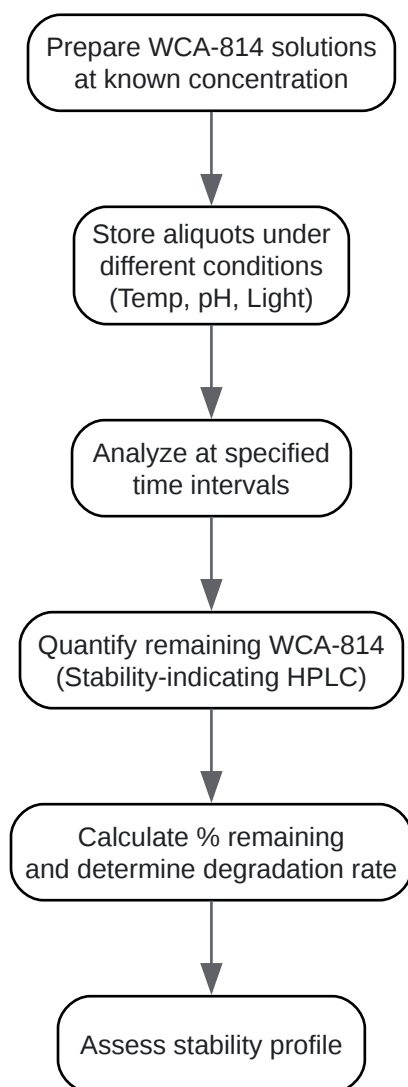 Prepare WCA-814 solutions
at known concentration
Store aliquots under
different conditions
(Temp, pH, Light)
Analyze at specified
time intervals
Quantify remaining WCA-814
(Stability-indicating HPLC)
Calculate % remaining
and determine degradation rate
Assess stability profile